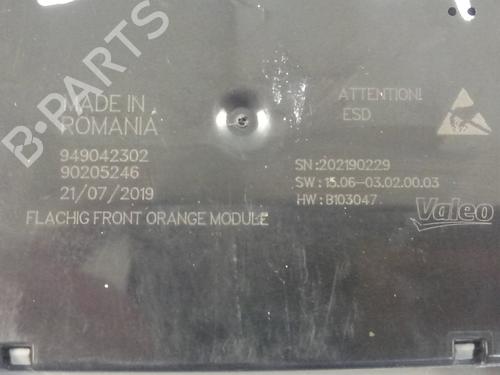 B-PARTS
MADE IN
ROMANIA
949042302
90205246
21/07/2019
FLACHIG FRONT ORANGE MODULE
ATTENTION!
ESD
SN:202190229
SW:15.06-03.02.00.03
HW:B103047
Valeo